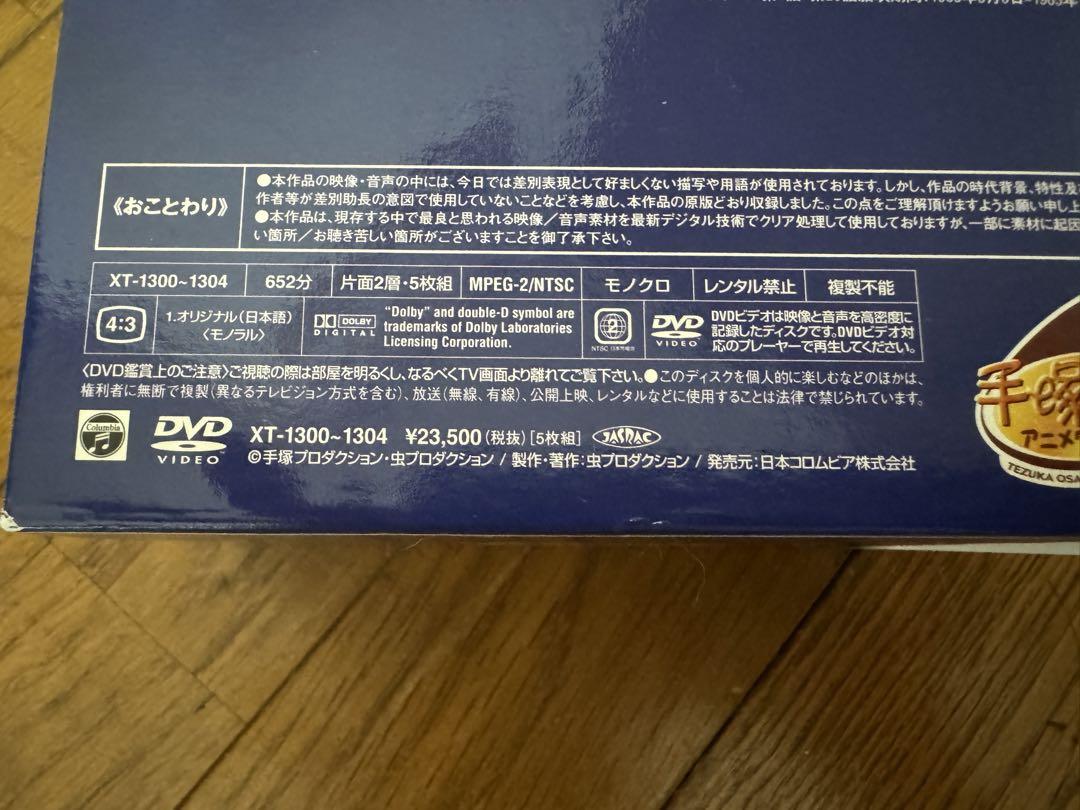 《おことわり》
●本作品の映像・音声の中には、今日では差別表現として好ましくない描写や用語が使用されております。しかし、作品の時代背景、特性及
作者等が差別助長の意図で使用していないことなどを考慮し、本作品の原版どおり収録しました。この点をご理解頂けますようお願い申し上
●本作品は、現存する中で最良と思われる映像/音声素材を最新デジタル技術でクリア処理して使用しておりますが、一部に素材に起因
い箇所/お聴き苦しい箇所がございますことを御了承下さい。
XT-1300~1304 652分 片面2層・5枚組 MPEG-2/NTSC モノクロ レンタル禁止 複製不能
4:3
1.オリジナル(日本語)
〈モノラル〉
DOLBY
DIGITAL
"Dolby" and double-D symbol are
trademarks of Dolby Laboratories
Licensing Corporation.
2
NTSC 日本市場向
DVD
VIDEO
DVDビデオは映像と音声を高密度に
記録したディスクです。DVDビデオ対
応のプレーヤーで再生してください。
〈DVD鑑賞上のご注意〉ご視聴の際は部屋を明るくし、なるべくTV画面より離れてご覧下さい。●このディスクを個人的に楽しむなどのほかは、
権利者に無断で複製(異なるテレビジョン方式を含む)、放送(無線、有線)、公開上映、レンタルなどに使用することは法律で禁じられています。
Columbia
DVD
VIDEO
XT-1300~1304 ¥23,500(税抜)[5枚組] JASRAC
©手塚プロダクション・虫プロダクション / 製作・著作:虫プロダクション / 発売元:日本コロムビア株式会社
手塚
アニメ
TEZUKA OSA